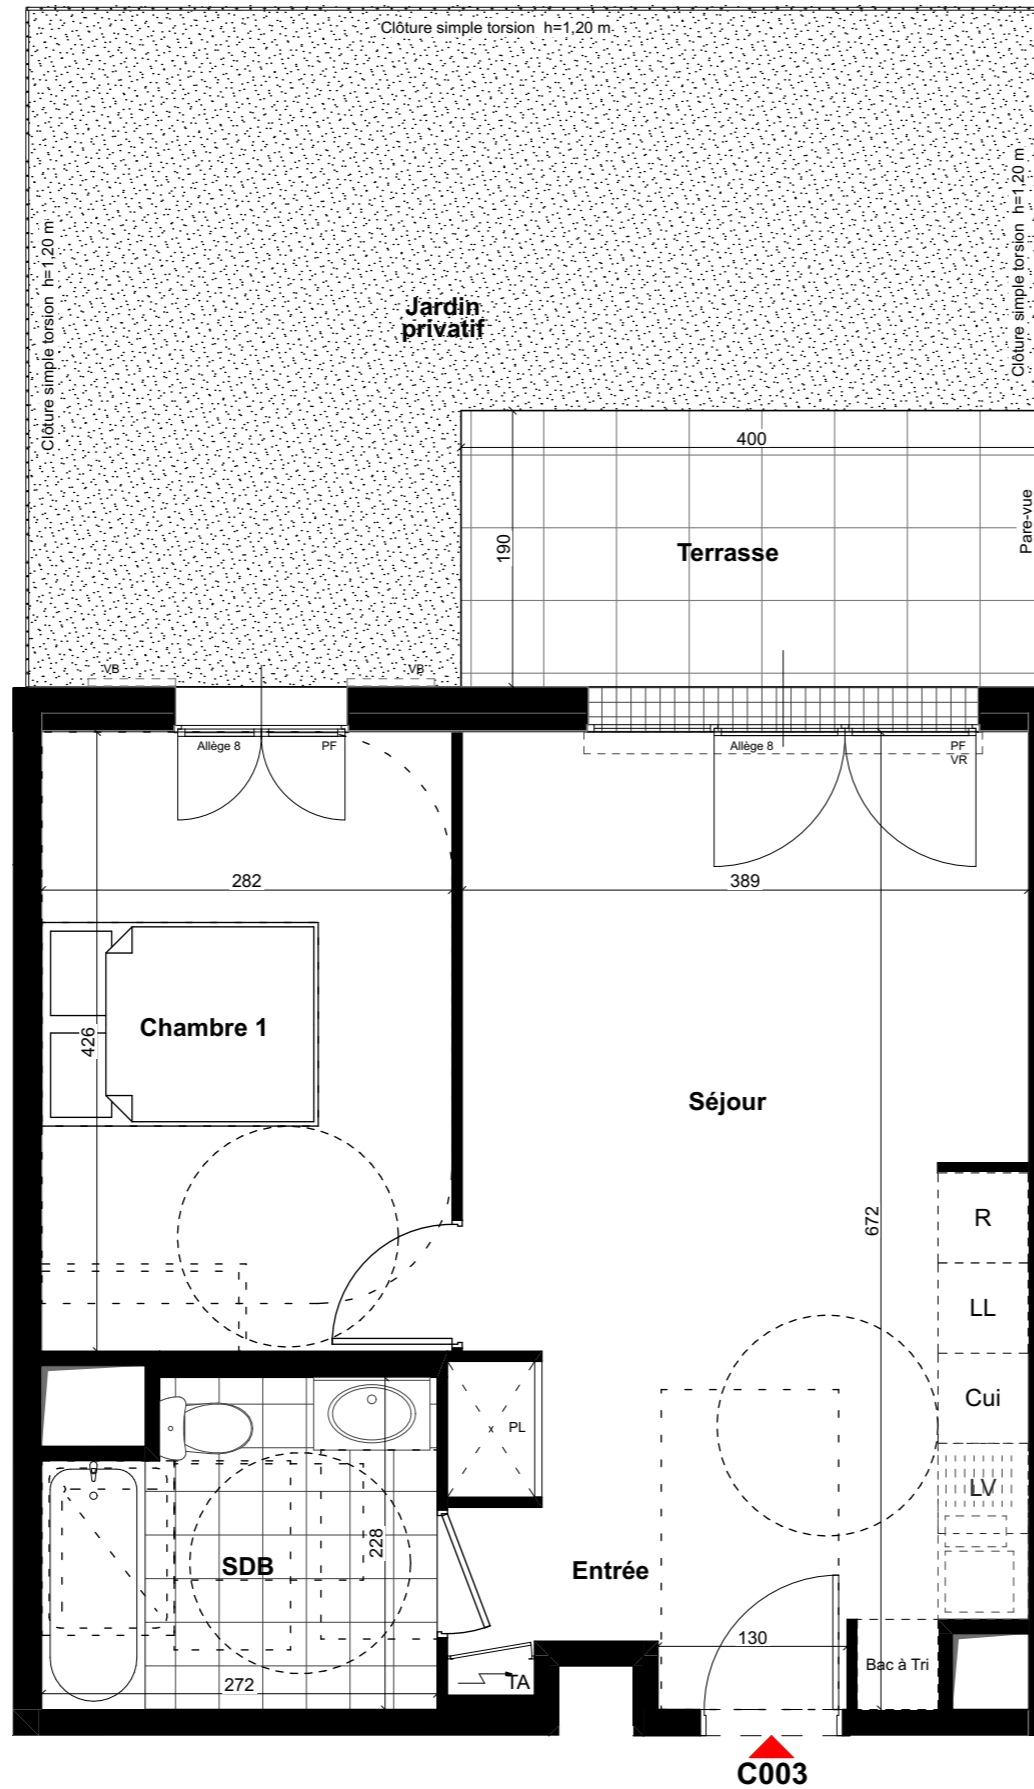 Clôture simple torsion h=1,20 m
Clôture simple torsion h=1,20 m
Clôture simple torsion h=1,20 m
Jardin
privatif
400
190
Terrasse
Pare-vue
VB
VB
Allège 8
PF
Allège 8
PF
VR
282
389
426
Chambre 1
Séjour
672
R
LL
Cui
LV
x
PL
SDB
228
272
Entrée
130
TA
Bac à Tri
C003